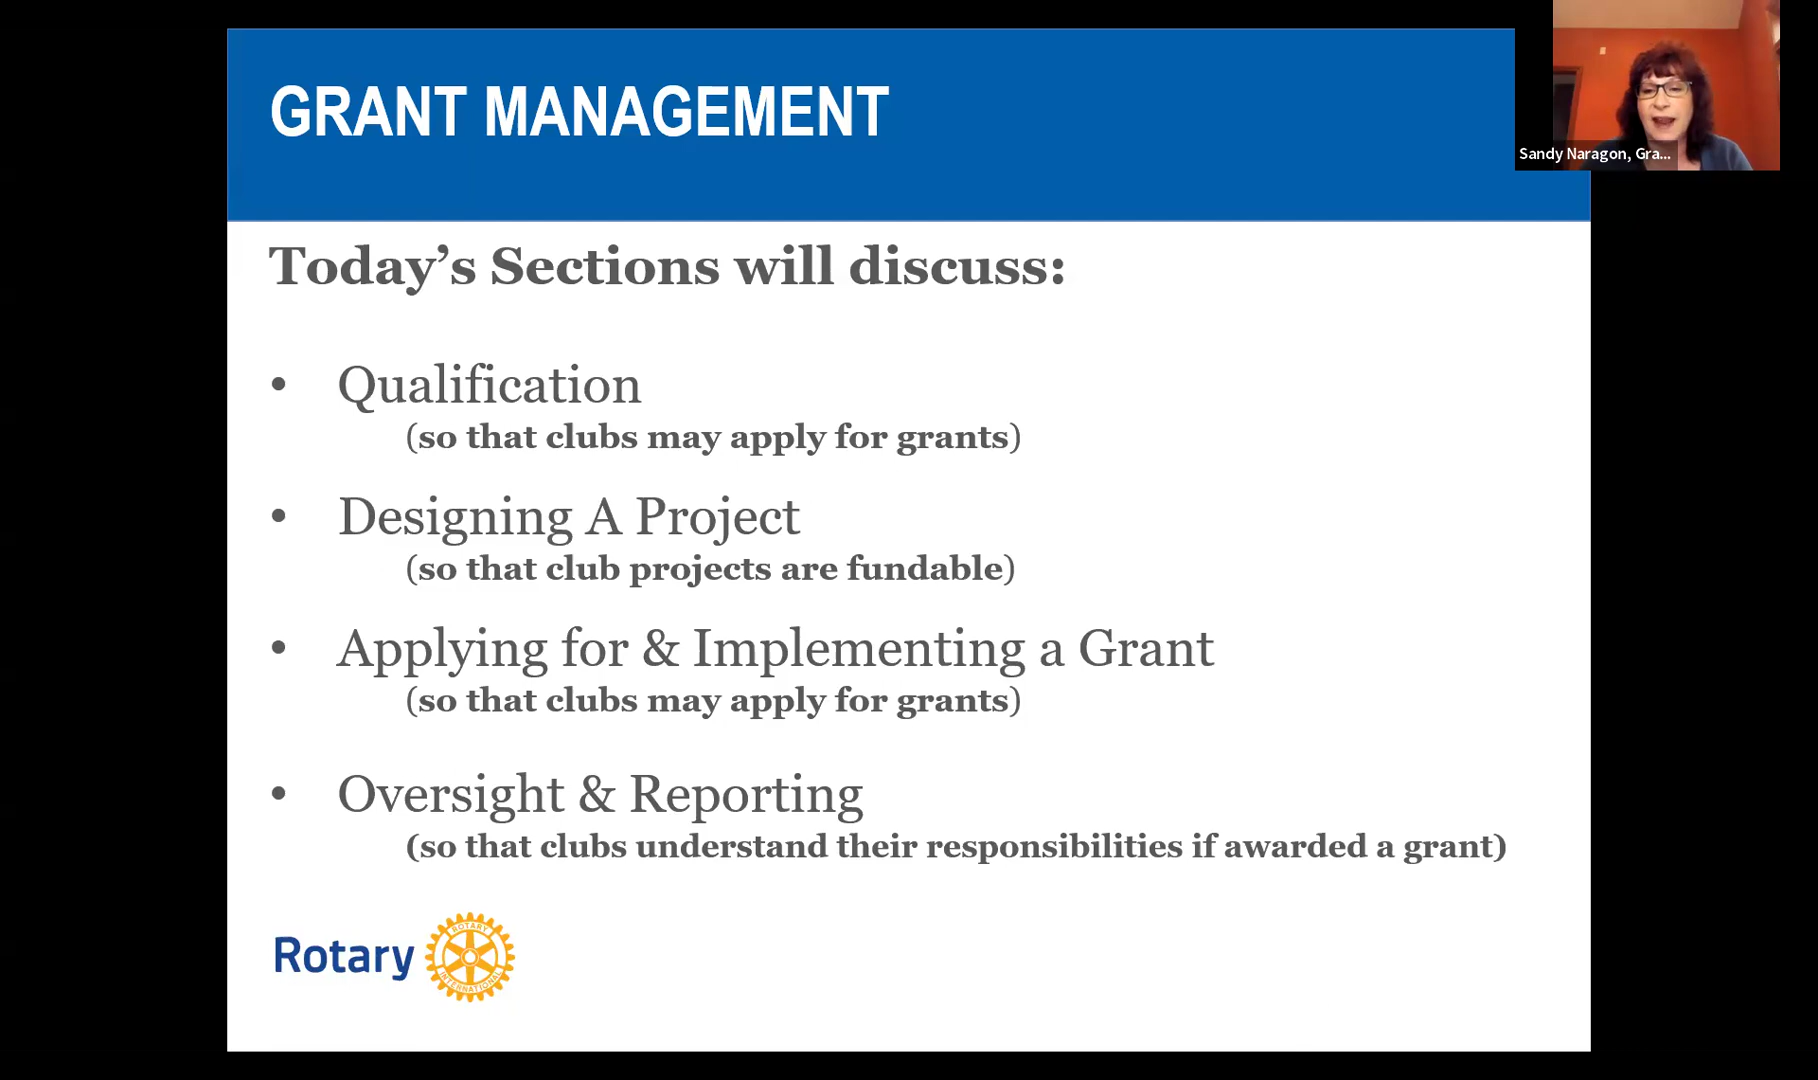 GRANT MANAGEMENT
Sandy Naragon, Gra...
Today’s Sections will discuss:
• Qualification
(so that clubs may apply for grants)
• Designing A Project
(so that club projects are fundable)
• Applying for & Implementing a Grant
(so that clubs may apply for grants)
• Oversight & Reporting
(so that clubs understand their responsibilities if awarded a grant)
Rotary
ROTARY
INTERNATIONAL